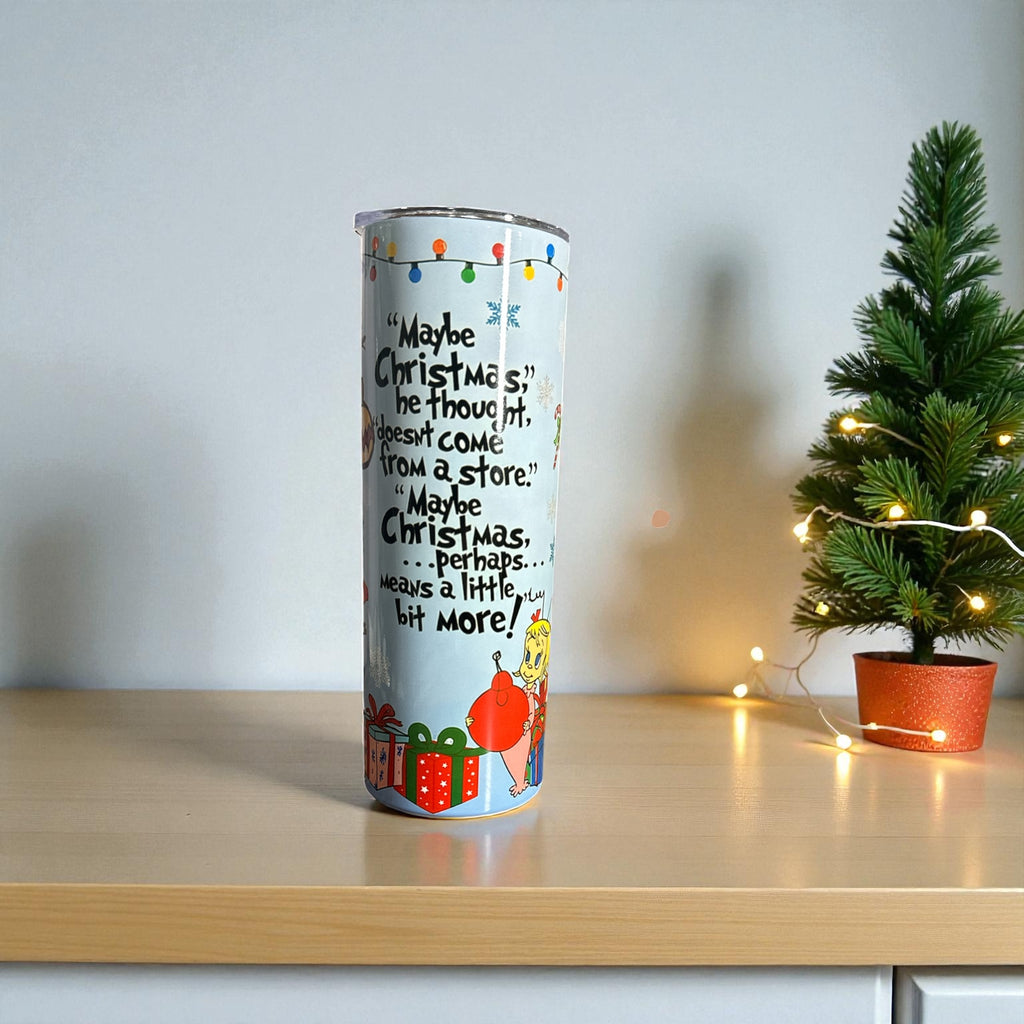 “Maybe
Christmas,”
he thought,
“doesn't come
from a store.”
“Maybe
Christmas,
...perhaps...
means a little
bit more!”